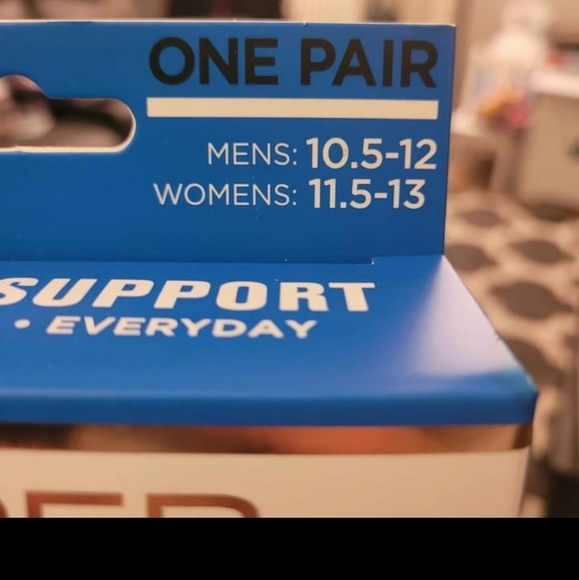 ONE PAIR
MENS: 10.5-12
WOMENS: 11.5-13
SUPPORT
• EVERYDAY